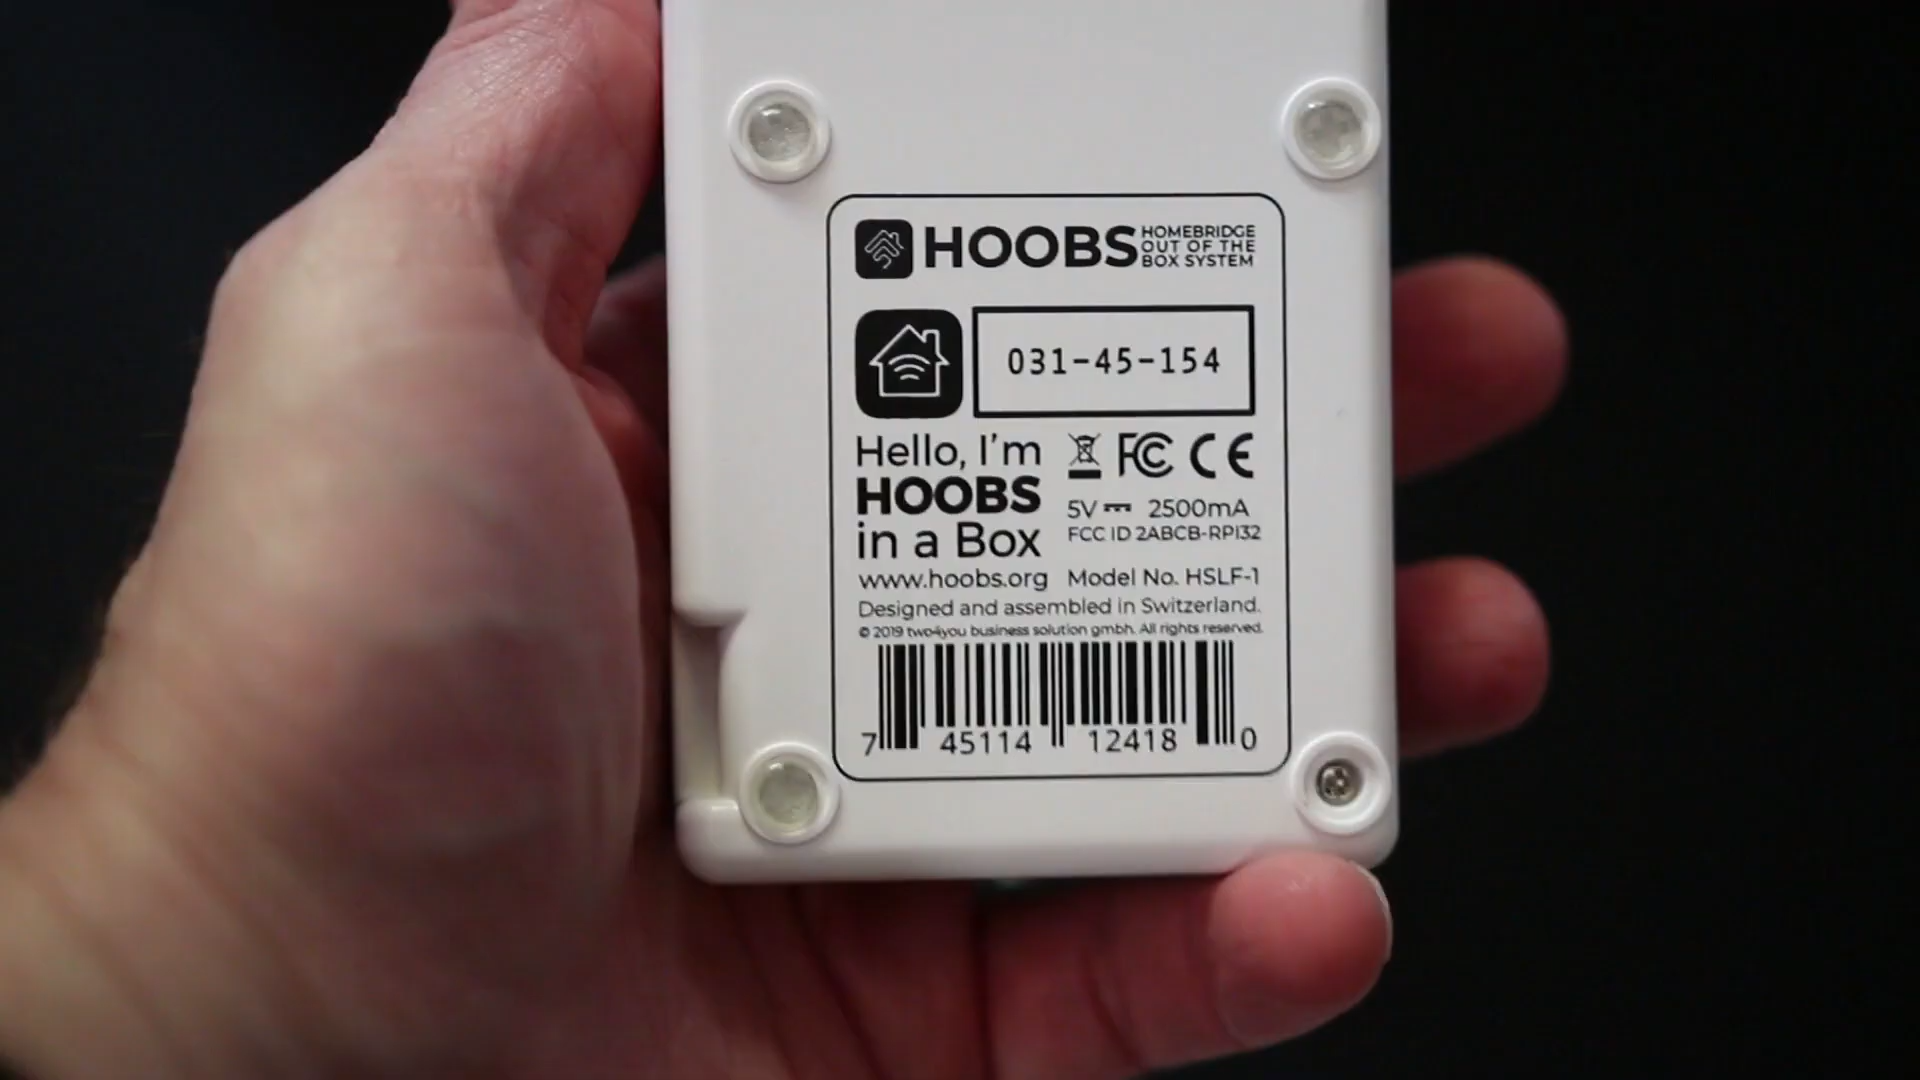 HOOBS HOMEBRIDGE
OUT OF THE
BOX SYSTEM
031-45-154
Hello, I'm
HOOBS
in a Box
FC CE
5V 2500mA
FCC ID 2ABCB-RPI32
www.hoobs.org Model No. HSLF-1
Designed and assembled in Switzerland.
© 2019 two4you business solution gmbh. All rights reserved.
7 45114 12418 0